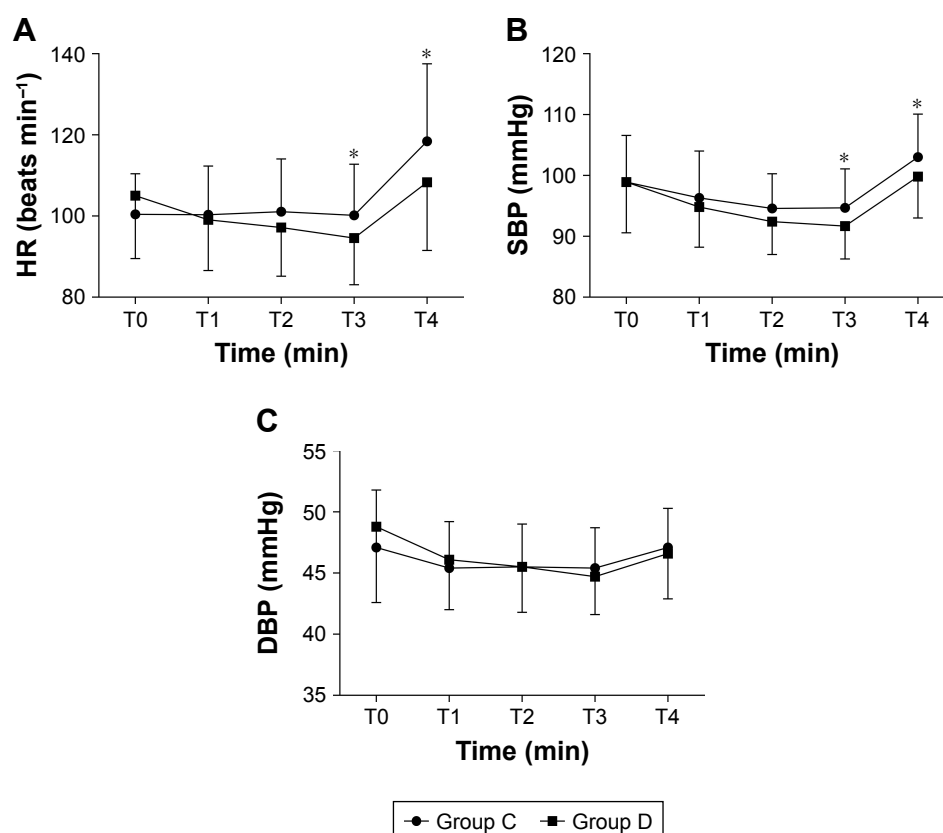 A
HR (beats min⁻¹)
140
120
100
80
*
*
T0 T1 T2 T3 T4
Time (min)
B
SBP (mmHg)
120
110
100
90
80
*
*
T0 T1 T2 T3 T4
Time (min)
C
DBP (mmHg)
55
50
45
40
35
T0 T1 T2 T3 T4
Time (min)
Group C Group D